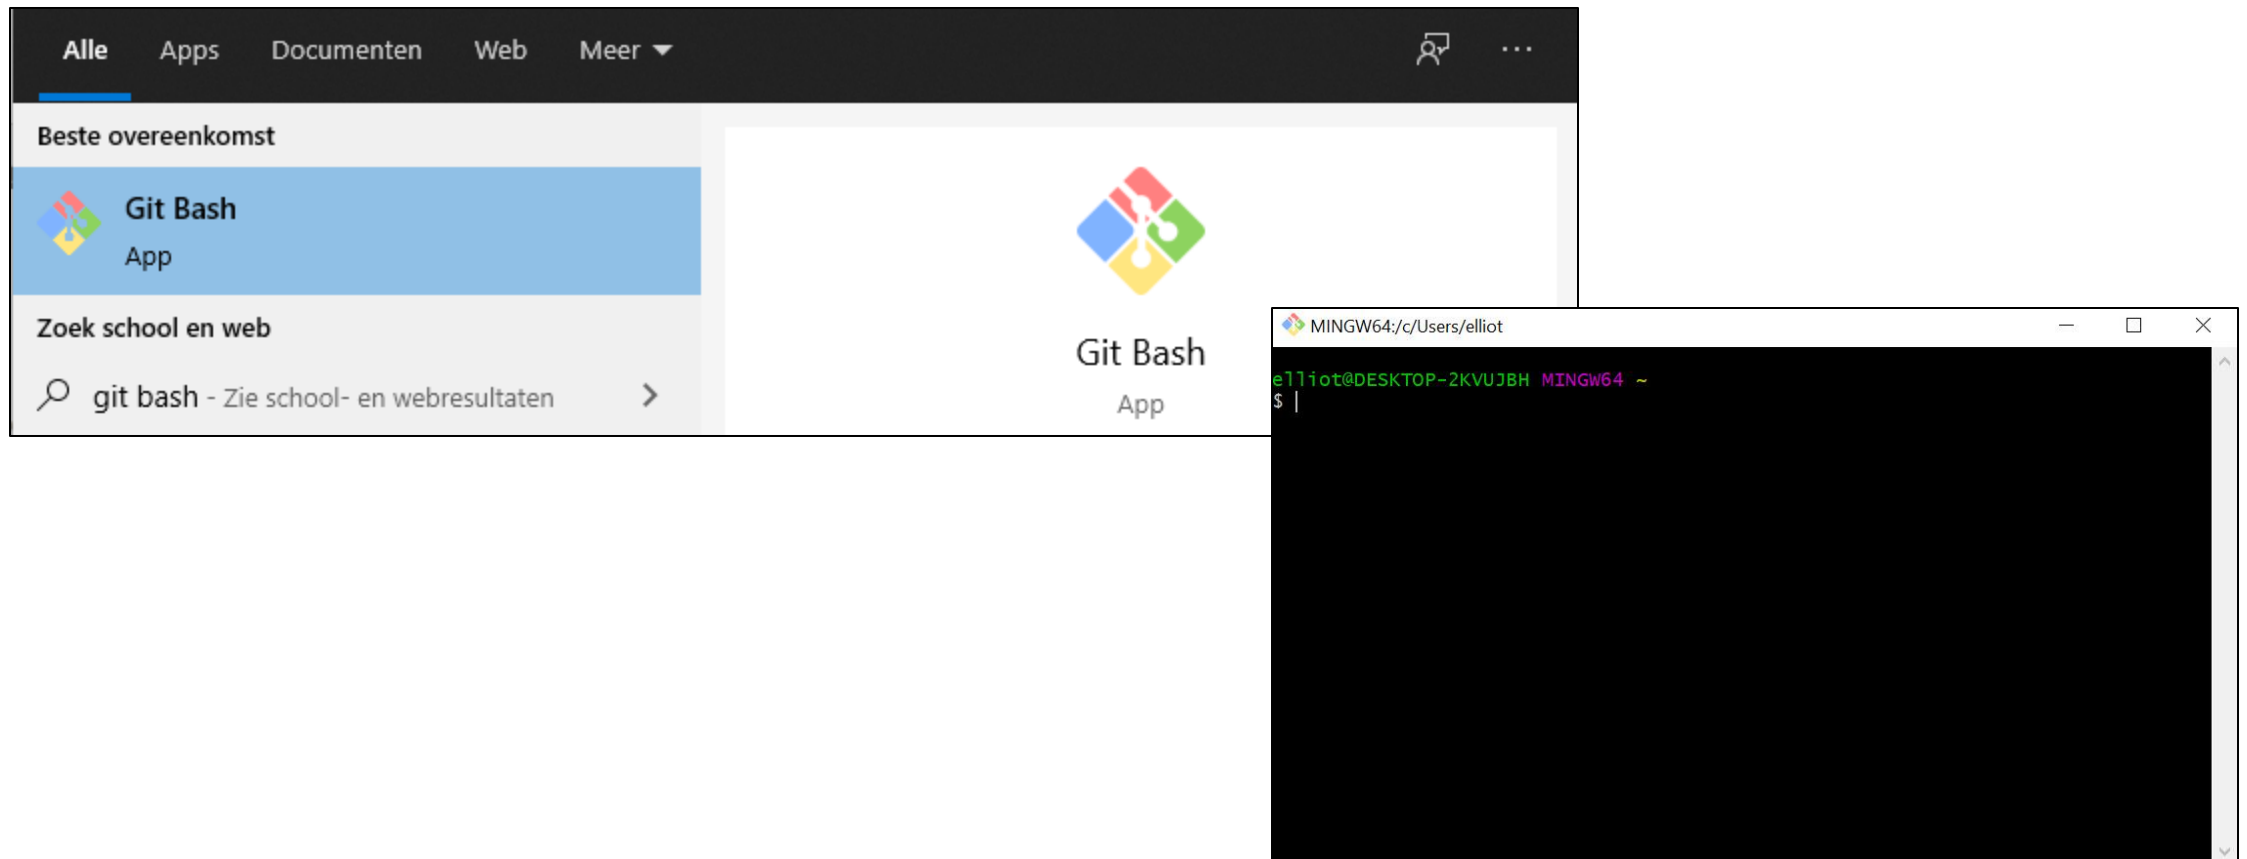 Alle Apps Documenten Web Meer
Beste overeenkomst
Git Bash
App
Zoek school en web
git bash - Zie school- en webresultaten
Git Bash
App
MINGW64:/c/Users/elliot
elliot@DESKTOP-2KVUJBH MINGW64 ~
$